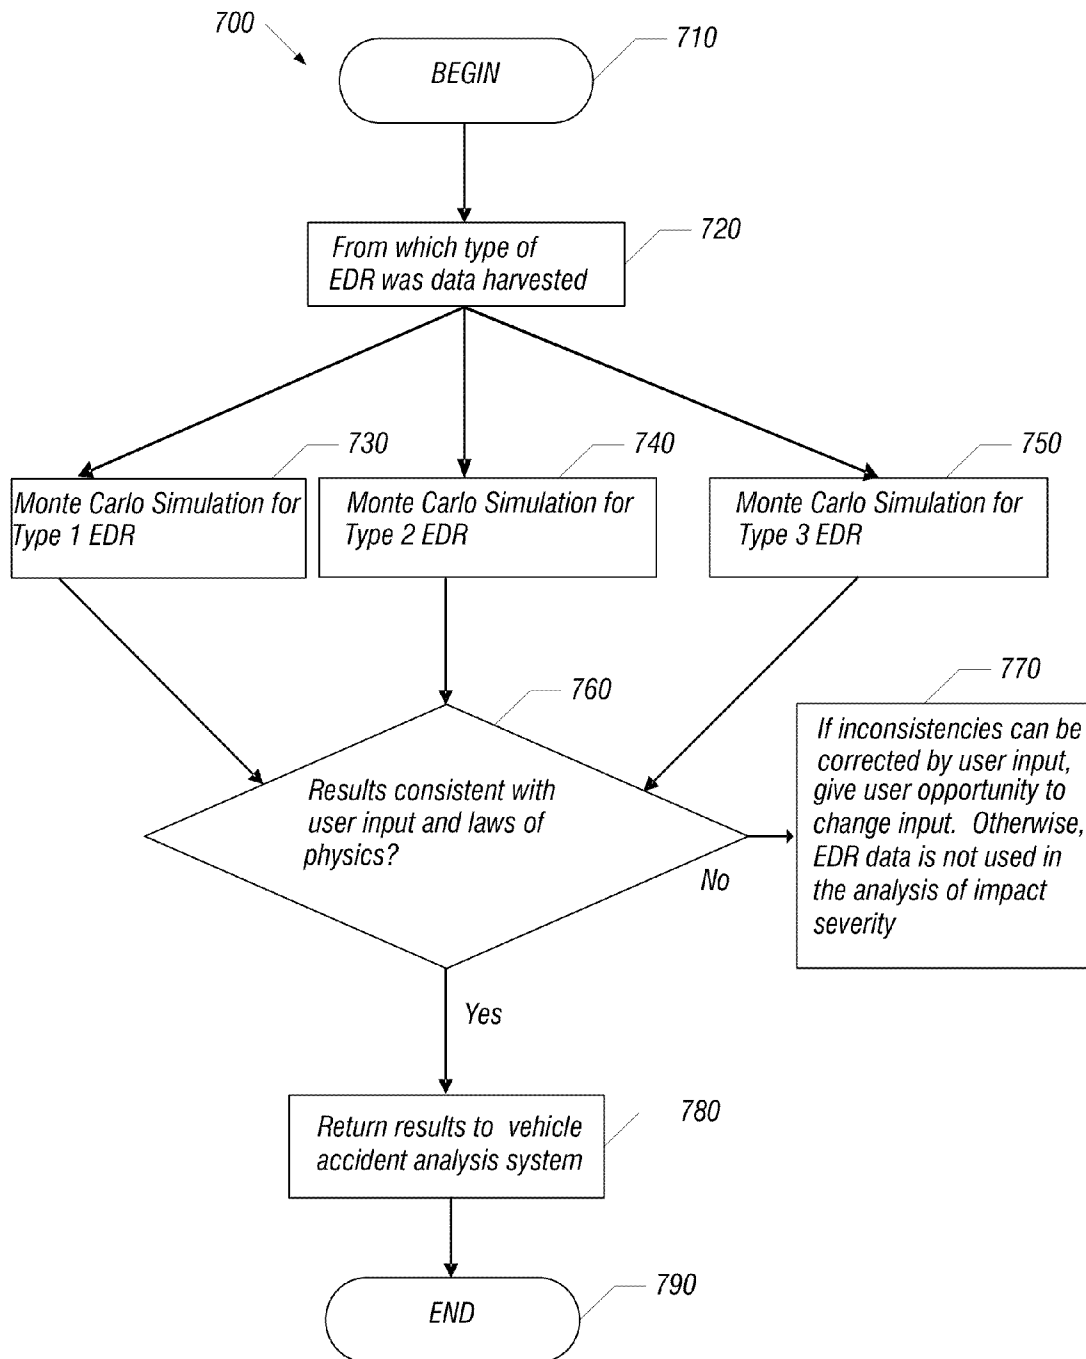 700
710
BEGIN
720
From which type of
EDR was data harvested
730
740
750
Monte Carlo Simulation for
Type 1 EDR
Monte Carlo Simulation for
Type 2 EDR
Monte Carlo Simulation for
Type 3 EDR
760
770
Results consistent with
user input and laws of
physics?
If inconsistencies can be
corrected by user input,
give user opportunity to
change input. Otherwise,
EDR data is not used in
the analysis of impact
severity
No
Yes
780
Return results to vehicle
accident analysis system
790
END